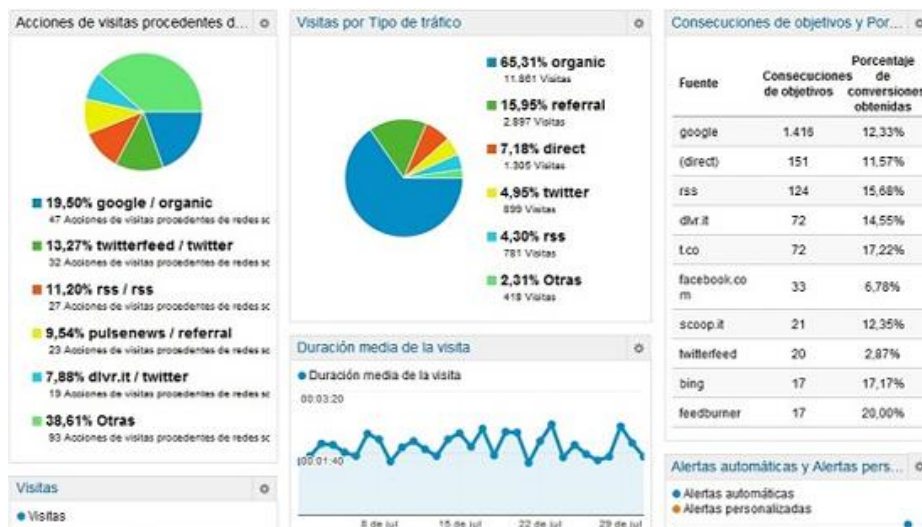 Acciones de visitas procedentes d...
19,50% google / organic
47 Acciones de visitas procedentes de redes sc
13,27% twitterfeed / twitter
32 Acciones de visitas procedentes de redes sc
11,20% rss / rss
27 Acciones de visitas procedentes de redes sc
9,54% pulsenews / referral
23 Acciones de visitas procedentes de redes sc
7,88% dlvr.it / twitter
19 Acciones de visitas procedentes de redes sc
38,61% Otras
93 Acciones de visitas procedentes de redes sc
Visitas
Visitas
Visitas por Tipo de tráfico
65,31% organic
11.861 Visitas
15,95% referral
2.897 Visitas
7,18% direct
1.305 Visitas
4,95% twitter
899 Visitas
4,30% rss
781 Visitas
2,31% Otras
418 Visitas
Duración media de la visita
Duración media de la visita
00:03:20
00:01:40
8 de jul 15 de jul 22 de jul 29 de jul
Consecuciones de objetivos y Por...
Porcentaje
Fuente Consecuciones de
de objetivos conversiones
obtenidas
google 1.416 12,33%
(direct) 151 11,57%
rss 124 15,68%
dlvr.it 72 14,55%
t.co 72 17,22%
facebook.co
m 33 6,78%
scoop.it 21 12,35%
twitterfeed 20 2,87%
bing 17 17,17%
feedburner 17 20,00%
Alertas automáticas y Alertas pers...
Alertas automáticas
Alertas personalizadas